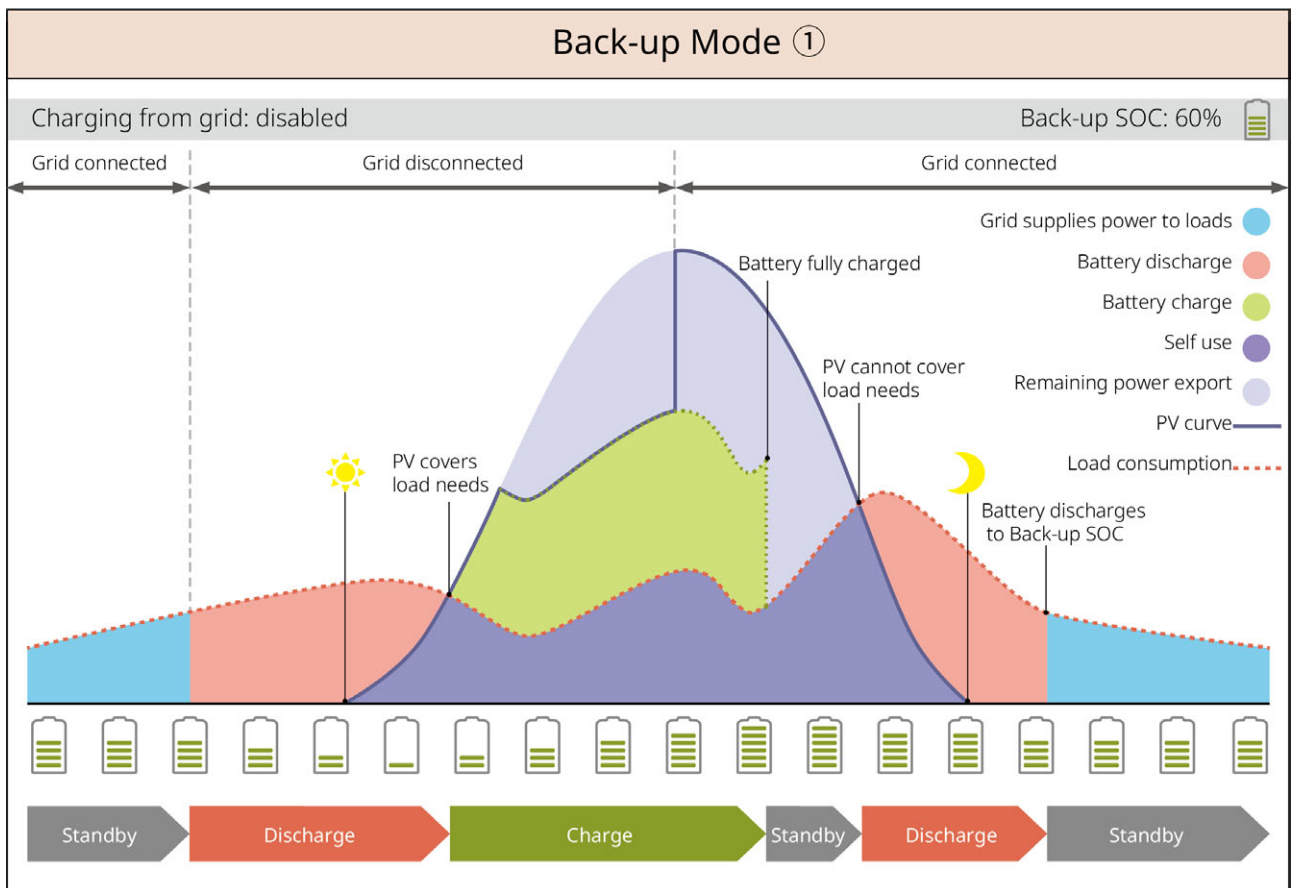 Back-up Mode ①
Charging from grid: disabled
Back-up SOC: 60%
Grid connected
Grid disconnected
Grid connected
Grid supplies power to loads
Battery discharge
Battery charge
Self use
Remaining power export
PV curve
Load consumption
Battery fully charged
PV cannot cover
load needs
PV covers
load needs
Battery discharges
to Back-up SOC
Standby
Discharge
Charge
Standby
Discharge
Standby